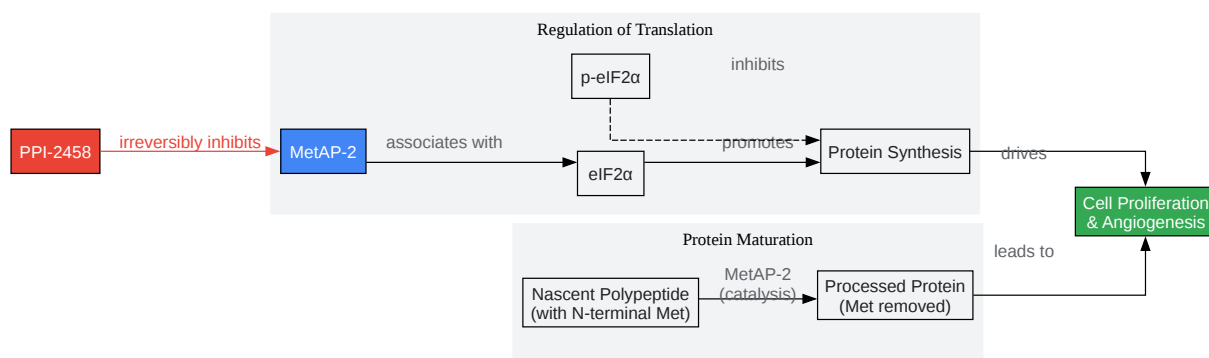 Regulation of Translation
p-eIF2α
inhibits
PPI-2458
irreversibly inhibits
MetAP-2
associates with
eIF2α
promotes
Protein Synthesis
drives
Cell Proliferation
& Angiogenesis
Protein Maturation
leads to
Nascent Polypeptide
(with N-terminal Met)
MetAP-2
(catalysis)
Processed Protein
(Met removed)